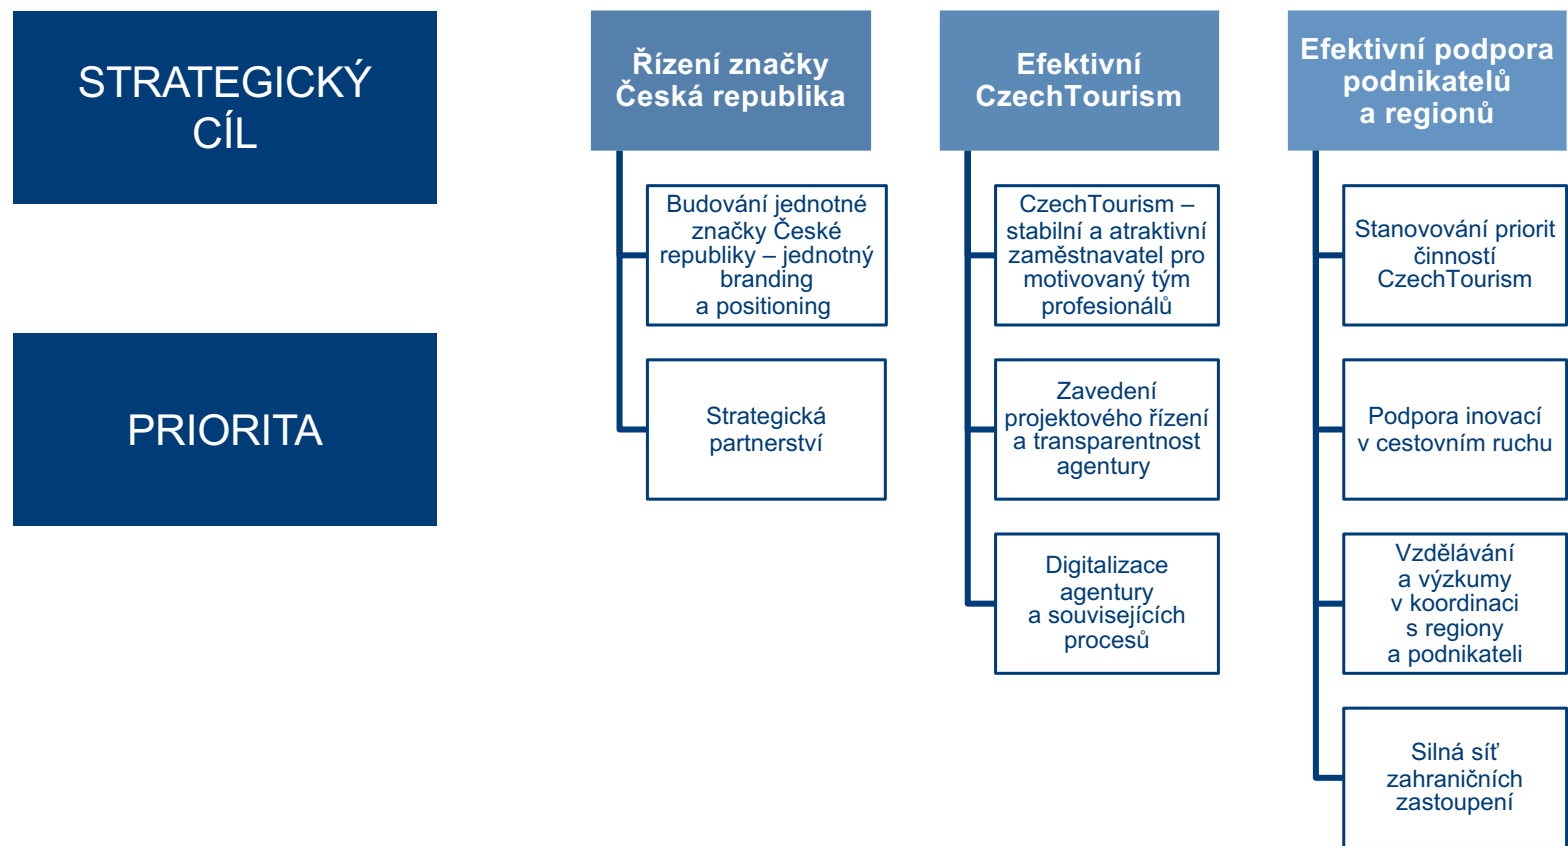 STRATEGICKÝ
CÍL
PRIORITA
Řízení značky
Česká republika
Budování jednotné
značky České
republiky – jednotný
branding
a positioning
Strategická
partnerství
Efektivní
CzechTourism
CzechTourism –
stabilní a atraktivní
zaměstnavatel pro
motivovaný tým
profesionálů
Zavedení
projektového řízení
a transparentnost
agentury
Digitalizace
agentury
a souvisejících
procesů
Efektivní podpora
podnikatelů
a regionů
Stanovování priorit
činností
CzechTourism
Podpora inovací
v cestovním ruchu
Vzdělávání
a výzkumy
v koordinaci
s regiony
a podnikateli
Silná síť
zahraničních
zastoupení